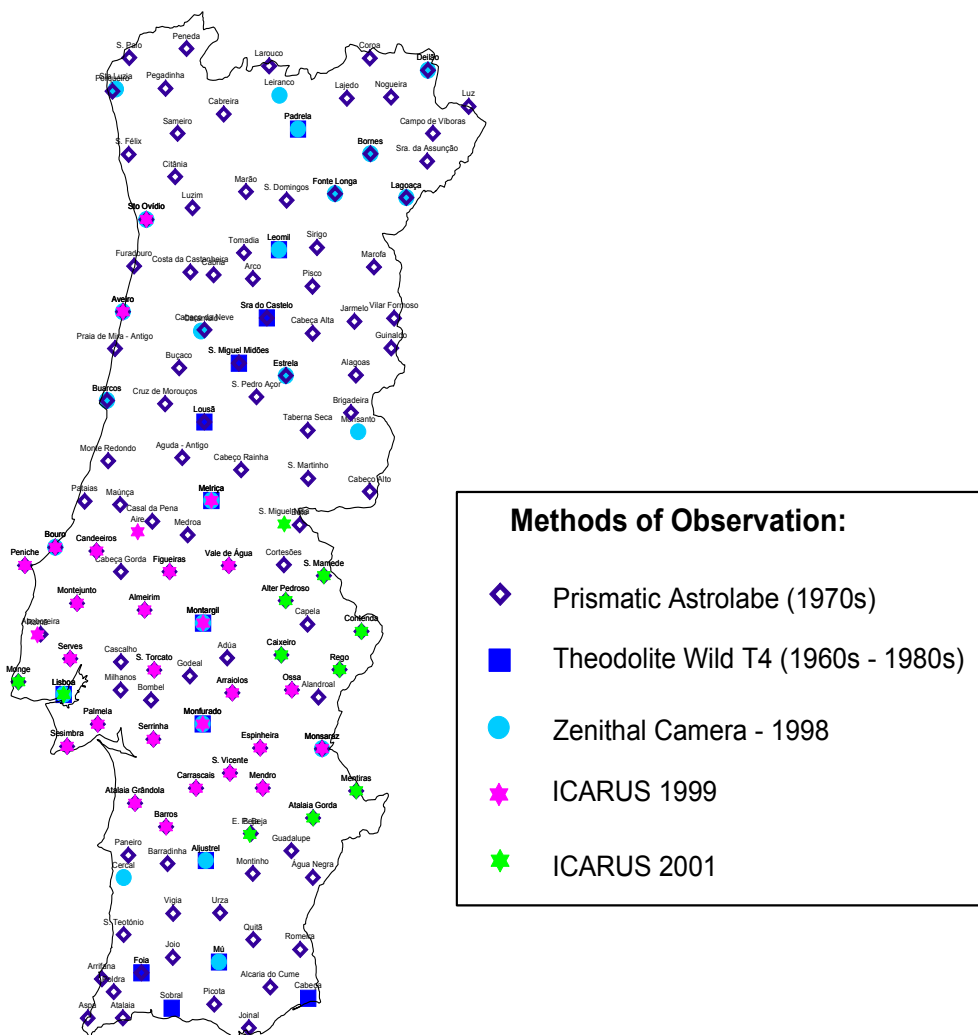 Peneda
S. Paio
Larouco
Coroa
Deilão
Sta Luzia
Pegadinha
Leiranco
Lajedo
Nogueira
Luz
Cabreira
Padrela
Sameiro
Campo de Víboras
S. Félix
Bornes
Sra. da Assunção
Citânia
Marão
S. Domingos
Fonte Longa
Lagoaça
Luzim
Sto Ovídio
Leomil
Sirigo
Furadouro
Costa da Castanheira
Tomadia
Cabria
Arco
Marofa
Pisco
Aveiro
Sra do Castelo
Jarmelo
Vilar Formoso
Cabeço da Neve
Cabeça Alta
Praia de Mira - Antigo
Guinaldo
S. Miguel Midões
Buçaco
Estrela
Alagoas
Buarcos
Cruz de Morouços
S. Pedro Açor
Lousã
Brigadeira
Taberna Seca
Monsanto
Monte Redondo
Aguda - Antigo
Cabeço Rainha
S. Martinho
Cabeço Alto
Melriça
Pataias
Maúnça
Casal da Pena
Aire
S. Miguel
Medroa
Bouro
Candeeiros
Peniche
Cabeça Gorda
Figueiras
Vale de Água
Cortesões
S. Mamede
Montejunto
Almeirim
Alter Pedroso
Montargil
Capela
Contenda
Serves
Cascalho
S. Torcato
Adúa
Caixeiro
Rego
Godeal
Monge
Lisboa
Milhanos
Bombel
Arraiolos
Ossa
Alandroal
Palmela
Monfurado
Sesimbra
Serrinha
Espinheira
Monsaraz
S. Vicente
Carrascais
Mendro
Mentiras
Atalaia Grândola
Atalaia Gorda
Barros
Guadalupe
Paneiro
Barradinha
Aljustrel
Cercal
Montinho
Água Negra
Vigia
Urza
S. Teotónio
Quitã
Joio
Romeira
Mú
Arrifana
Foia
Alcaria do Cume
Cabeça
Sobral
Picota
Aspa
Atalaia
Joinal
Methods of Observation:
Prismatic Astrolabe (1970s)
Theodolite Wild T4 (1960s - 1980s)
Zenithal Camera - 1998
ICARUS 1999
ICARUS 2001